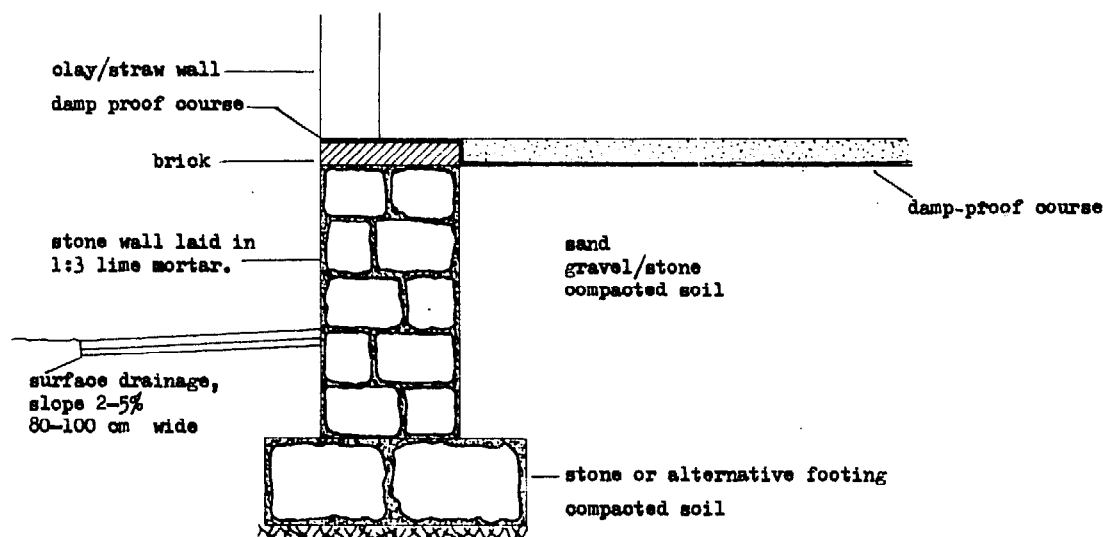 clay/straw wall
damp proof course
brick
damp-proof course
stone wall laid in
1:3 lime mortar.
sand
gravel/stone
compacted soil
surface drainage,
slope 2-5%
80-100 cm wide
stone or alternative footing
compacted soil